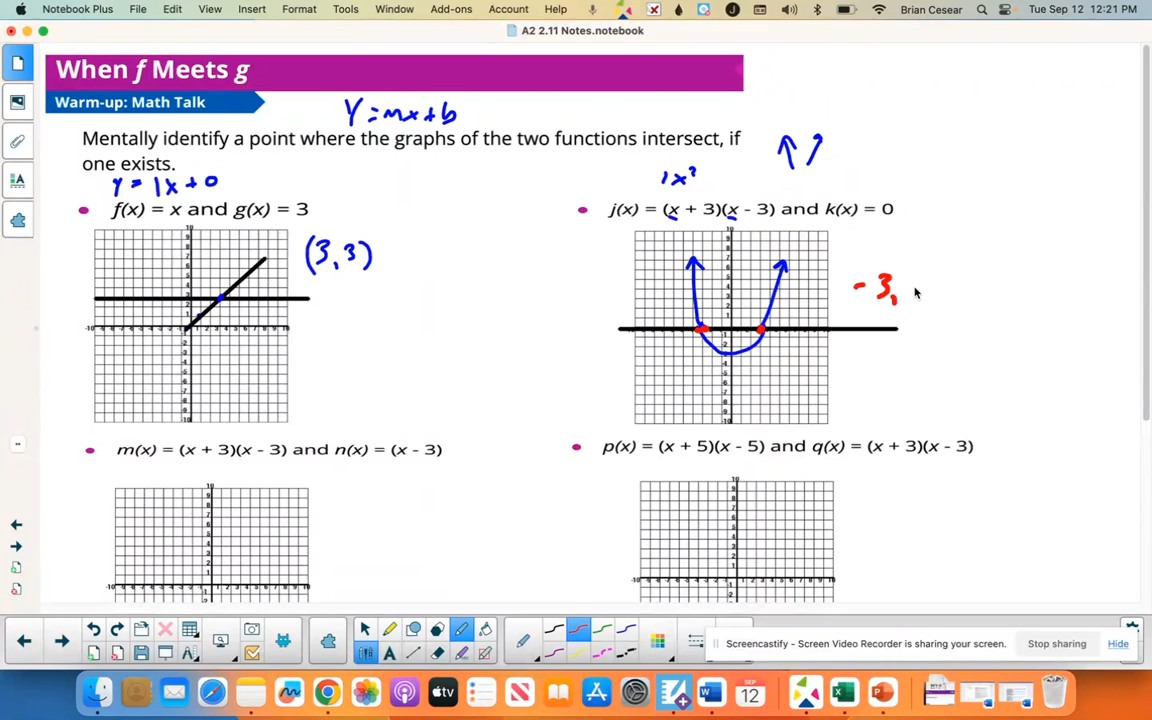 Notebook Plus File Edit View Insert Format Tools Window Add-ons Account Help Brian Cesear Tue Sep 12 12:21 PM
A2 2.11 Notes.notebook
When f Meets g
Warm-up: Math Talk
Y = mx + b
Mentally identify a point where the graphs of the two functions intersect, if
one exists.
Y = 1x + 0
1x²
f(x) = x and g(x) = 3
j(x) = (x + 3)(x - 3) and k(x) = 0
(3, 3)
- 3,
m(x) = (x + 3)(x - 3) and n(x) = (x - 3)
p(x) = (x + 5)(x - 5) and q(x) = (x + 3)(x - 3)
Screencastify - Screen Video Recorder is sharing your screen.
Stop sharing
Hide
SEP
12